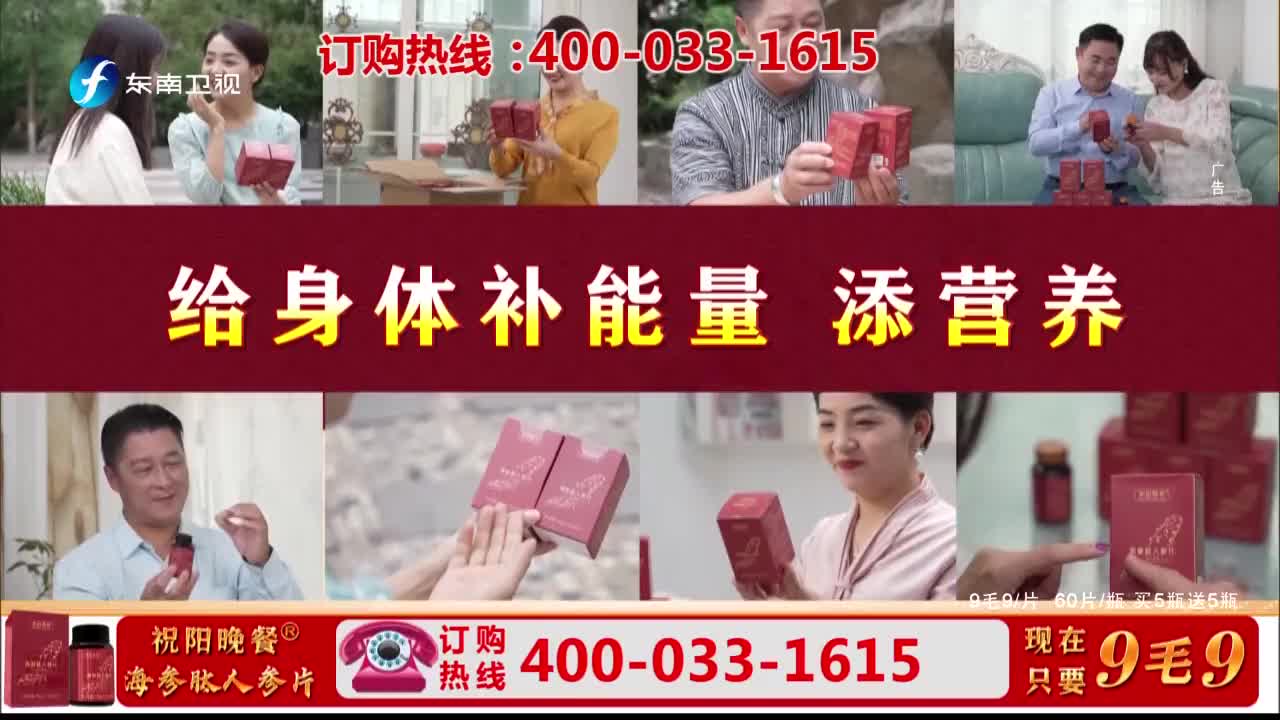 订购热线：400-033-1615
东南卫视
广告
给身体补能量 添营养
9毛9/片 60片/瓶 买5瓶送5瓶
祝阳晚餐®
海参肽人参片
订购热线
400-033-1615
现在只要
9毛9